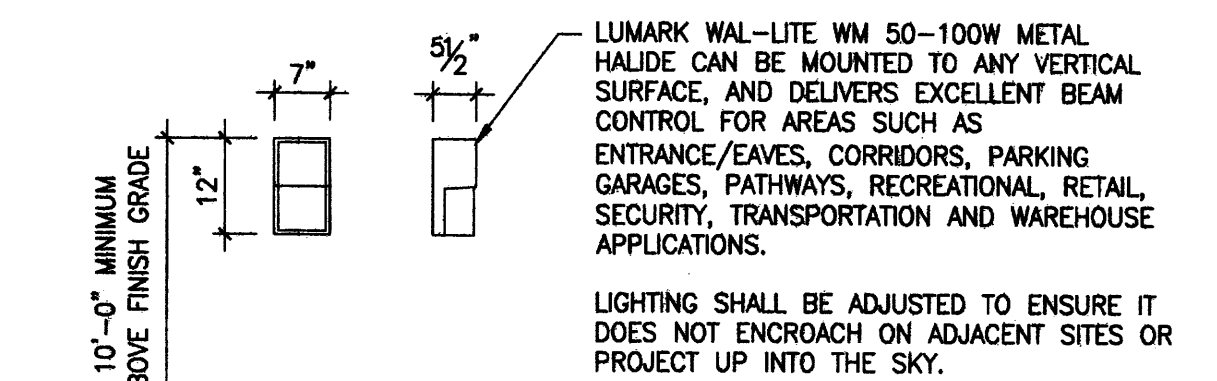 7"
5½"
12"
10'-0" MINIMUM
BOVE FINISH GRADE
LUMARK WAL-LITE WM 50-100W METAL
HALIDE CAN BE MOUNTED TO ANY VERTICAL
SURFACE, AND DELIVERS EXCELLENT BEAM
CONTROL FOR AREAS SUCH AS
ENTRANCE/EAVES, CORRIDORS, PARKING
GARAGES, PATHWAYS, RECREATIONAL, RETAIL,
SECURITY, TRANSPORTATION AND WAREHOUSE
APPLICATIONS.
LIGHTING SHALL BE ADJUSTED TO ENSURE IT
DOES NOT ENCROACH ON ADJACENT SITES OR
PROJECT UP INTO THE SKY.